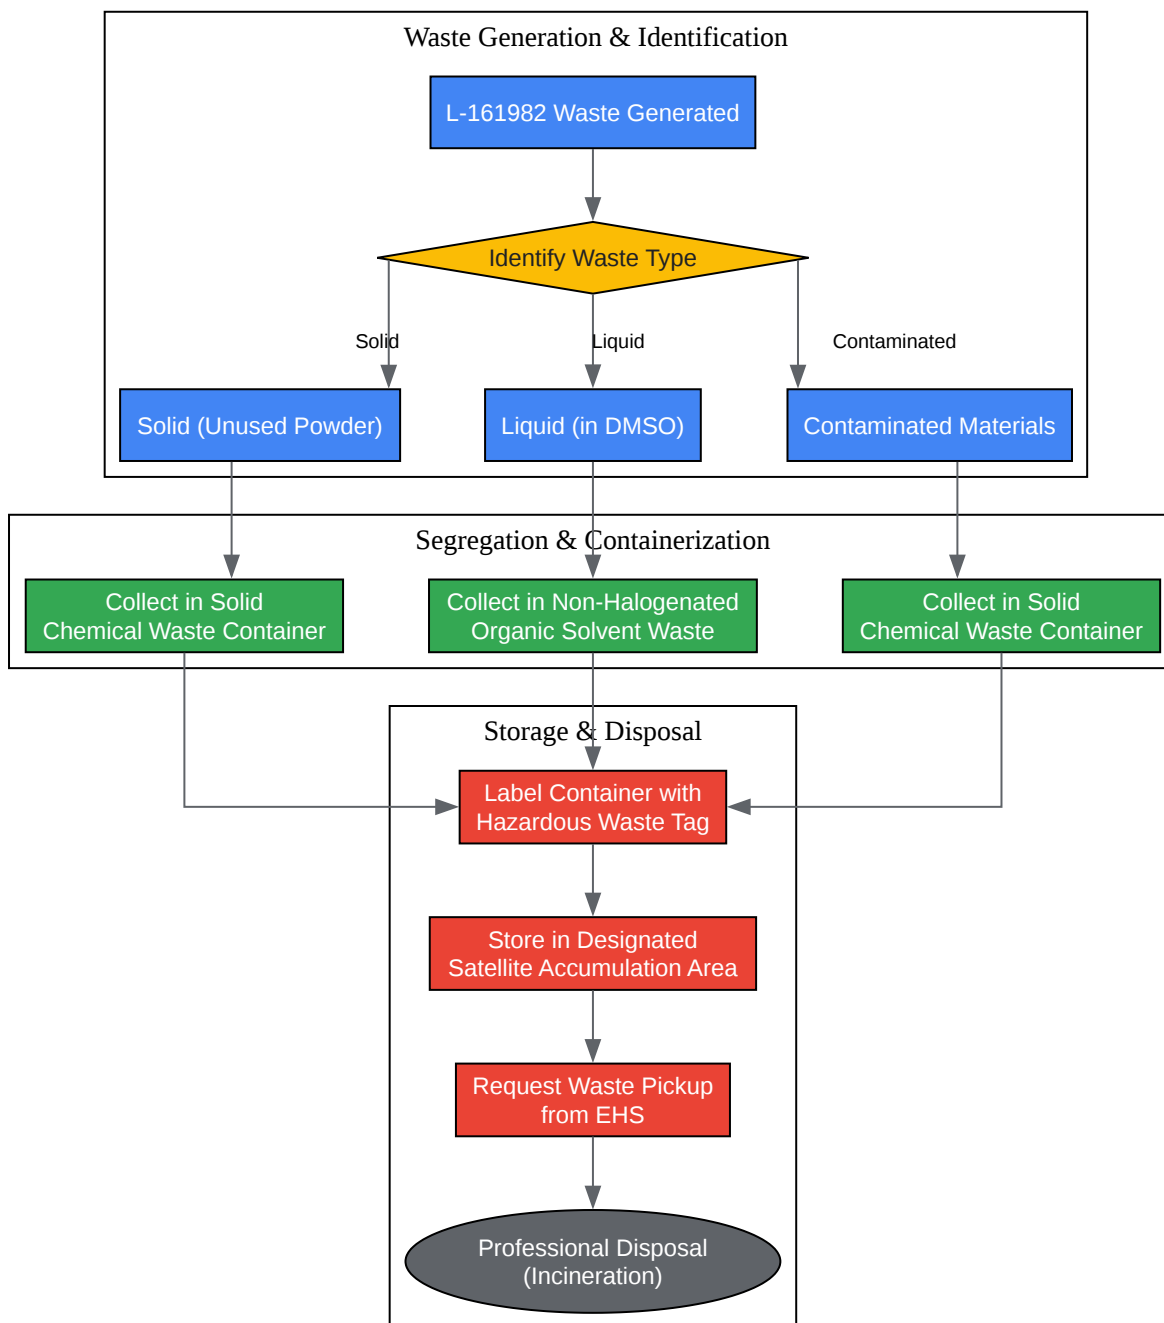 Waste Generation & Identification
L-161982 Waste Generated
Identify Waste Type
Solid
Liquid
Contaminated
Solid (Unused Powder)
Liquid (in DMSO)
Contaminated Materials
Segregation & Containerization
Collect in Solid
Chemical Waste Container
Collect in Non-Halogenated
Organic Solvent Waste
Collect in Solid
Chemical Waste Container
Storage & Disposal
Label Container with
Hazardous Waste Tag
Store in Designated
Satellite Accumulation Area
Request Waste Pickup
from EHS
Professional Disposal
(Incineration)